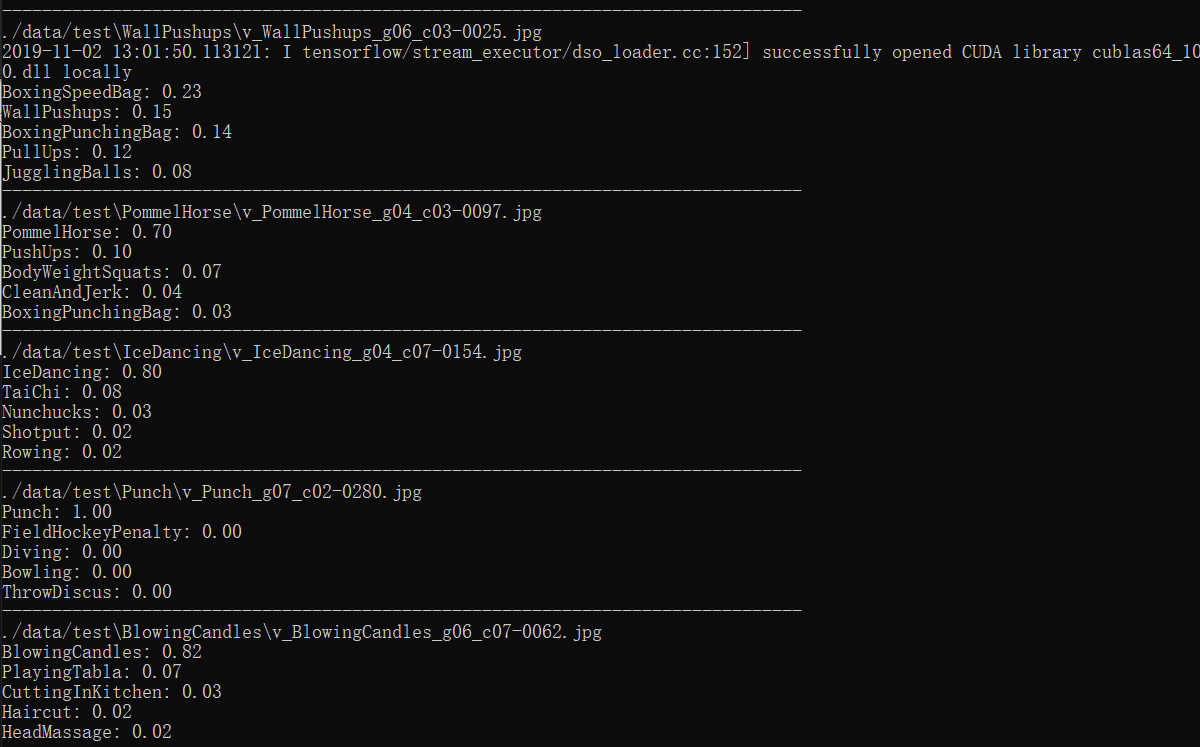 --------------------------------------------------------------------------------
./data/test\WallPushups\v_WallPushups_g06_c03-0025.jpg
2019-11-02 13:01:50.113121: I tensorflow/stream_executor/dso_loader.cc:152] successfully opened CUDA library cublas64_10
0.dll locally
BoxingSpeedBag: 0.23
WallPushups: 0.15
BoxingPunchingBag: 0.14
PullUps: 0.12
JugglingBalls: 0.08
--------------------------------------------------------------------------------
./data/test\PommelHorse\v_PommelHorse_g04_c03-0097.jpg
PommelHorse: 0.70
PushUps: 0.10
BodyWeightSquats: 0.07
CleanAndJerk: 0.04
BoxingPunchingBag: 0.03
--------------------------------------------------------------------------------
./data/test\IceDancing\v_IceDancing_g04_c07-0154.jpg
IceDancing: 0.80
TaiChi: 0.08
Nunchucks: 0.03
Shotput: 0.02
Rowing: 0.02
--------------------------------------------------------------------------------
./data/test\Punch\v_Punch_g07_c02-0280.jpg
Punch: 1.00
FieldHockeyPenalty: 0.00
Diving: 0.00
Bowling: 0.00
ThrowDiscus: 0.00
--------------------------------------------------------------------------------
./data/test\BlowingCandles\v_BlowingCandles_g06_c07-0062.jpg
BlowingCandles: 0.82
PlayingTabla: 0.07
CuttingInKitchen: 0.03
Haircut: 0.02
HeadMassage: 0.02